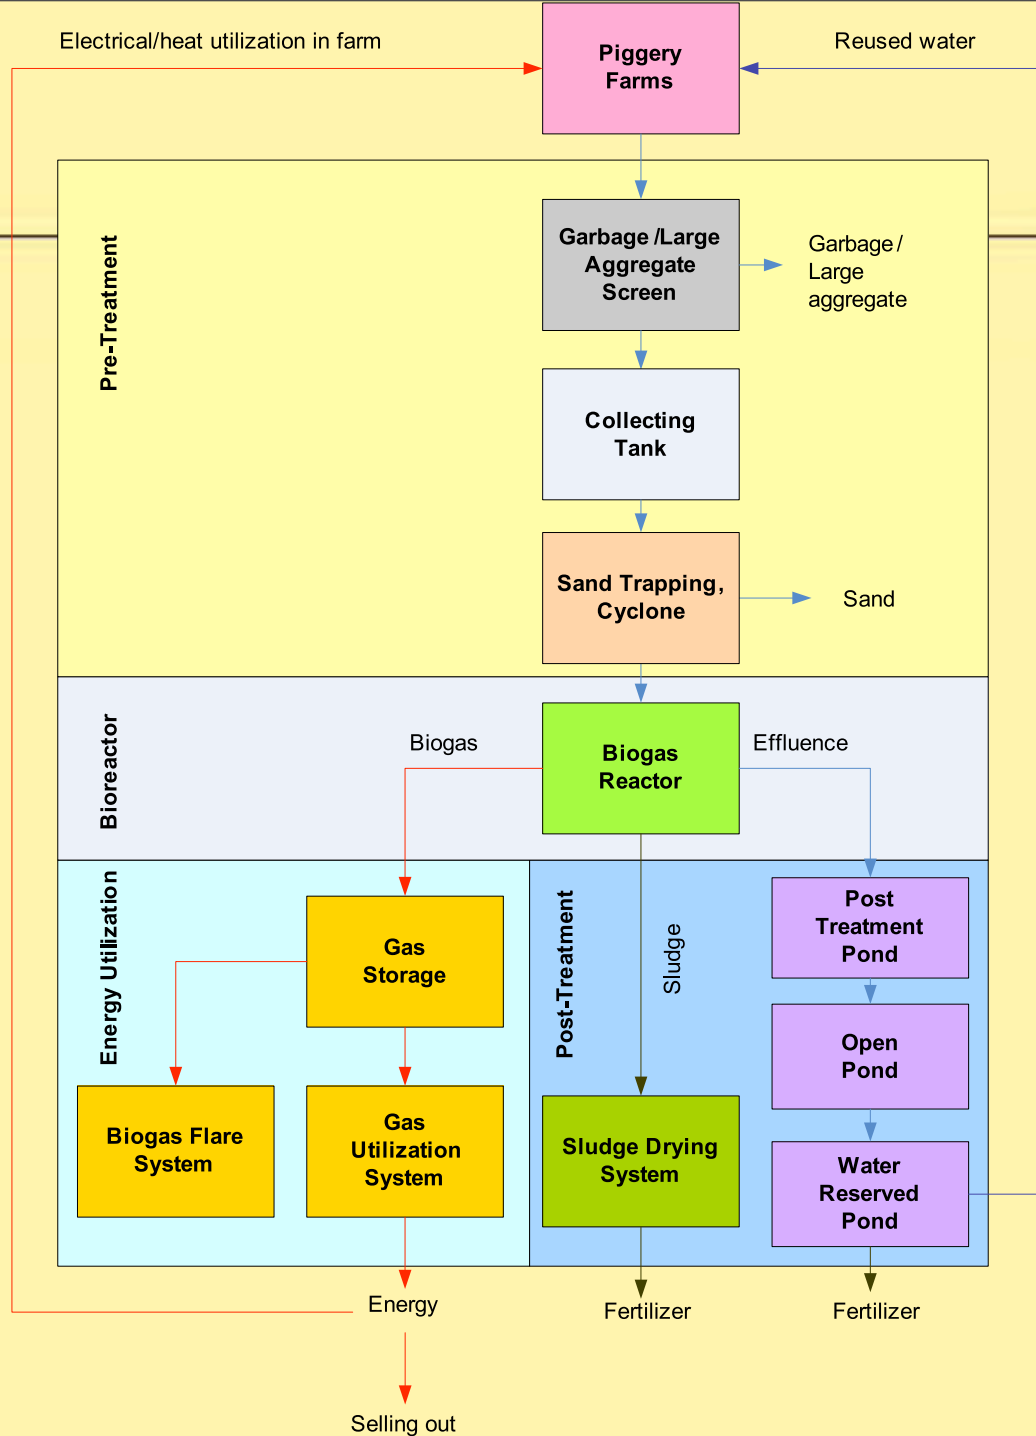 Electrical/heat utilization in farm
Piggery
Farms
Reused water
Pre-Treatment
Garbage /Large
Aggregate
Screen
Garbage /
Large
aggregate
Collecting
Tank
Sand Trapping,
Cyclone
Sand
Bioreactor
Biogas
Biogas
Reactor
Effluence
Energy Utilization
Gas
Storage
Biogas Flare
System
Gas
Utilization
System
Post-Treatment
Sludge
Sludge Drying
System
Post
Treatment
Pond
Open
Pond
Water
Reserved
Pond
Energy
Fertilizer
Fertilizer
Selling out